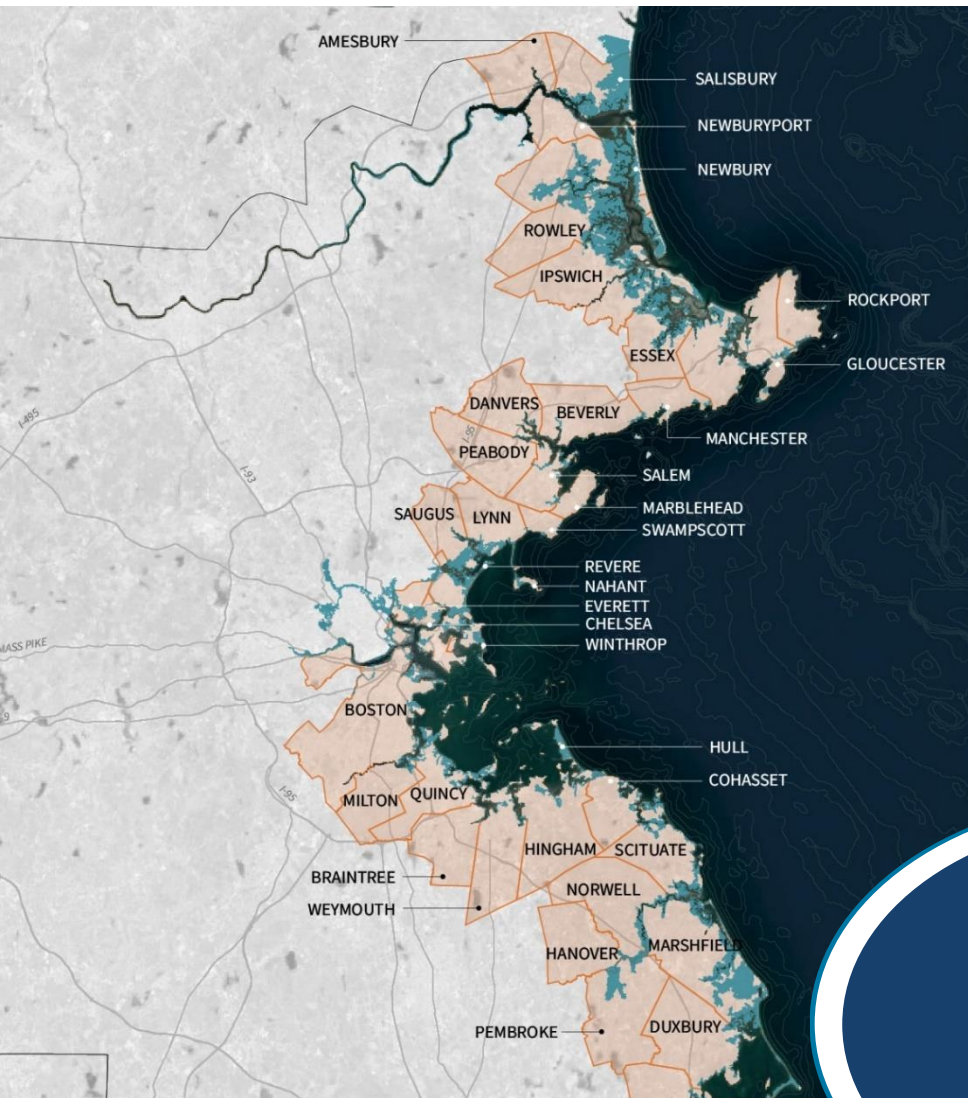 AMESBURY
SALISBURY
NEWBURYPORT
NEWBURY
ROWLEY
IPSWICH
ROCKPORT
ESSEX
GLOUCESTER
DANVERS
BEVERLY
I-495
I-95
MANCHESTER
PEABODY
I-93
SALEM
MARBLEHEAD
SAUGUS
LYNN
SWAMPSCOTT
REVERE
NAHANT
EVERETT
CHELSEA
MASS PIKE
WINTHROP
BOSTON
HULL
COHASSET
I-95
MILTON
QUINCY
HINGHAM
SCITUATE
BRAINTREE
NORWELL
WEYMOUTH
MARSHFIELD
HANOVER
PEMBROKE
DUXBURY